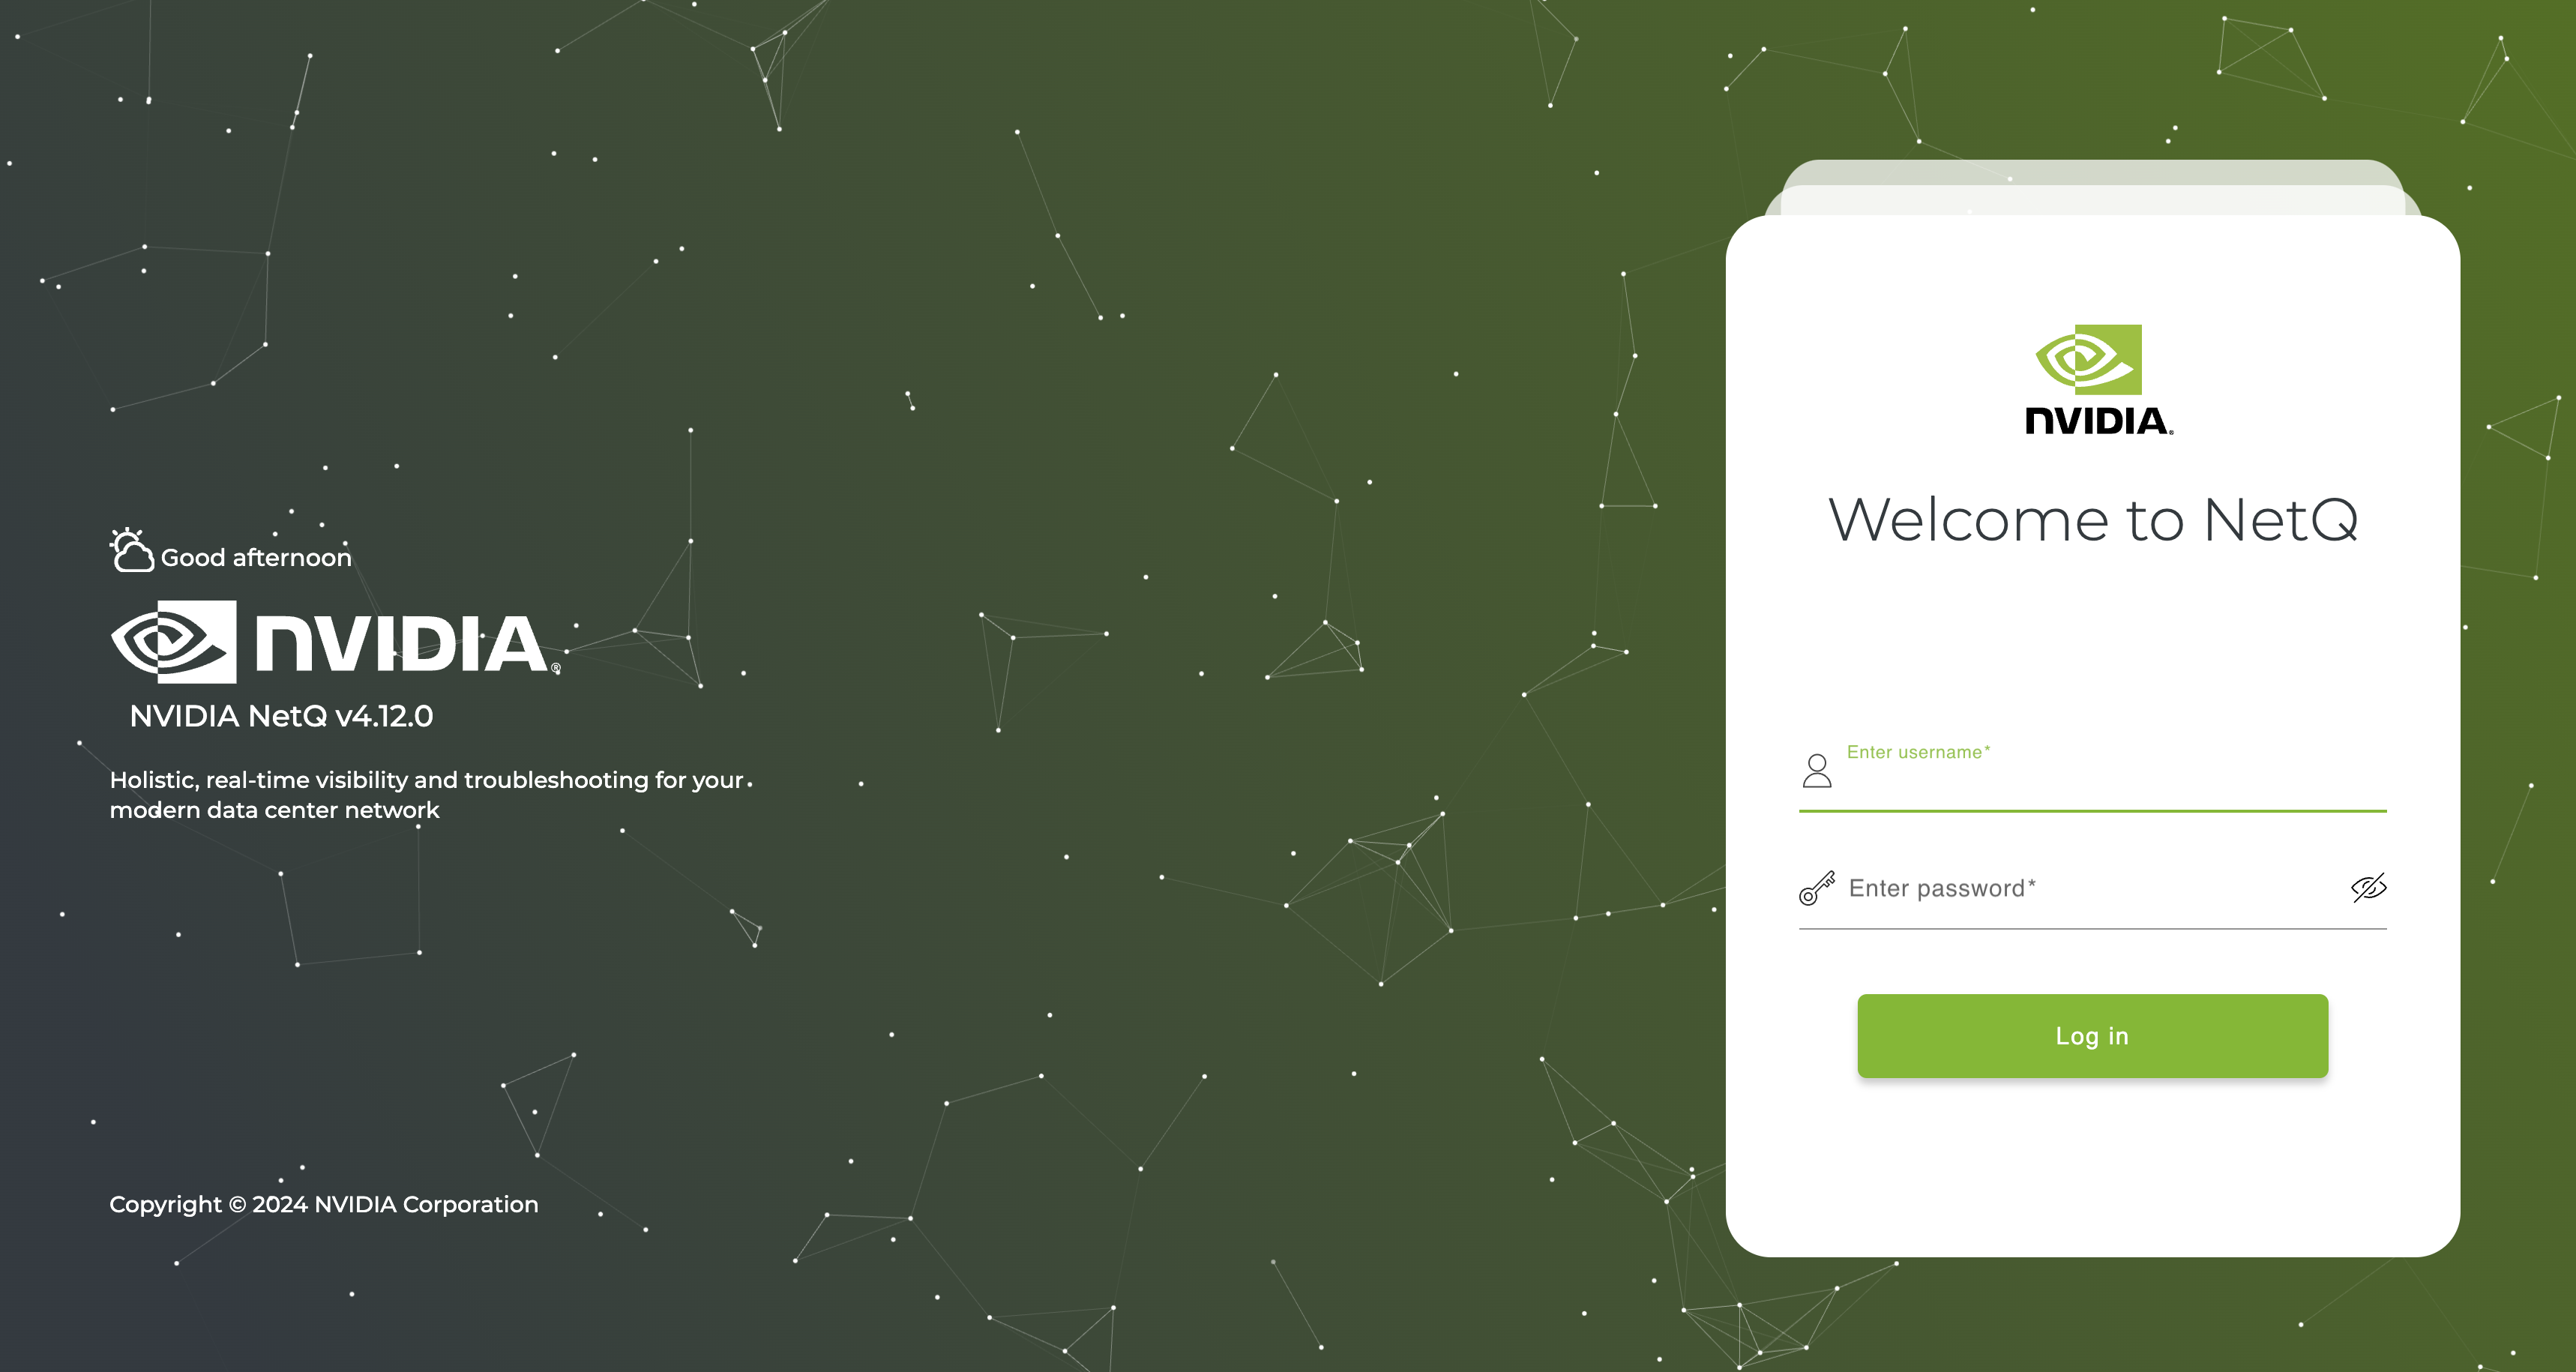 Good afternoon
NVIDIA®
NVIDIA NetQ v4.12.0
Holistic, real-time visibility and troubleshooting for your
modern data center network
Copyright © 2024 NVIDIA Corporation
NVIDIA®
Welcome to NetQ
Enter username*
Enter password*
Log in